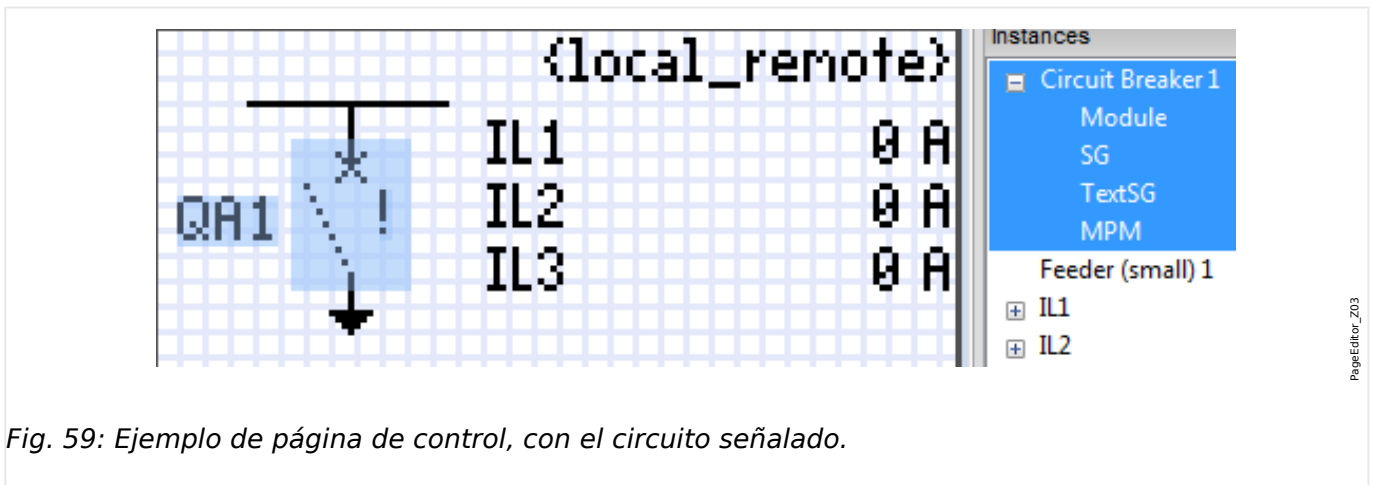 {local_remote}
IL1 0 A
QA1 ! IL2 0 A
IL3 0 A
Instances
Circuit Breaker 1
Module
SG
TextSG
MPM
Feeder (small) 1
IL1
IL2
PageEditor_Z03
Fig. 59: Ejemplo de página de control, con el circuito señalado.